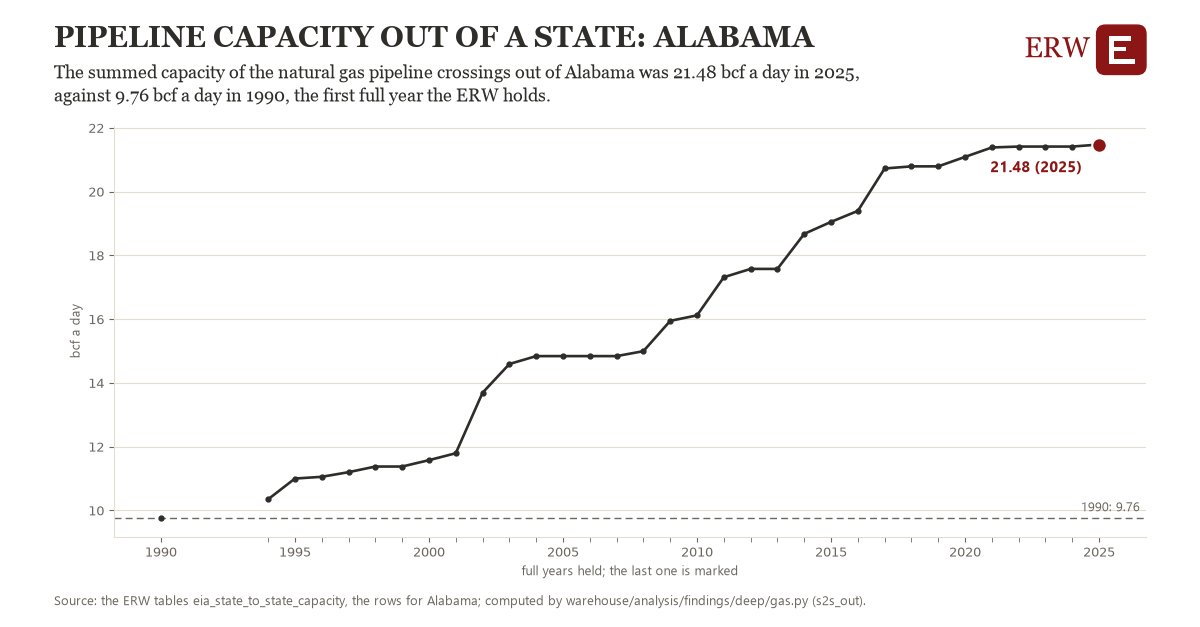 PIPELINE CAPACITY OUT OF A STATE: ALABAMA
ERW E
The summed capacity of the natural gas pipeline crossings out of Alabama was 21.48 bcf a day in 2025,
against 9.76 bcf a day in 1990, the first full year the ERW holds.
22
20
18
16
14
12
10
bcf a day
21.48 (2025)
1990: 9.76
1990 1995 2000 2005 2010 2015 2020 2025
full years held; the last one is marked
Source: the ERW tables eia_state_to_state_capacity, the rows for Alabama; computed by warehouse/analysis/findings/deep/gas.py (s2s_out).